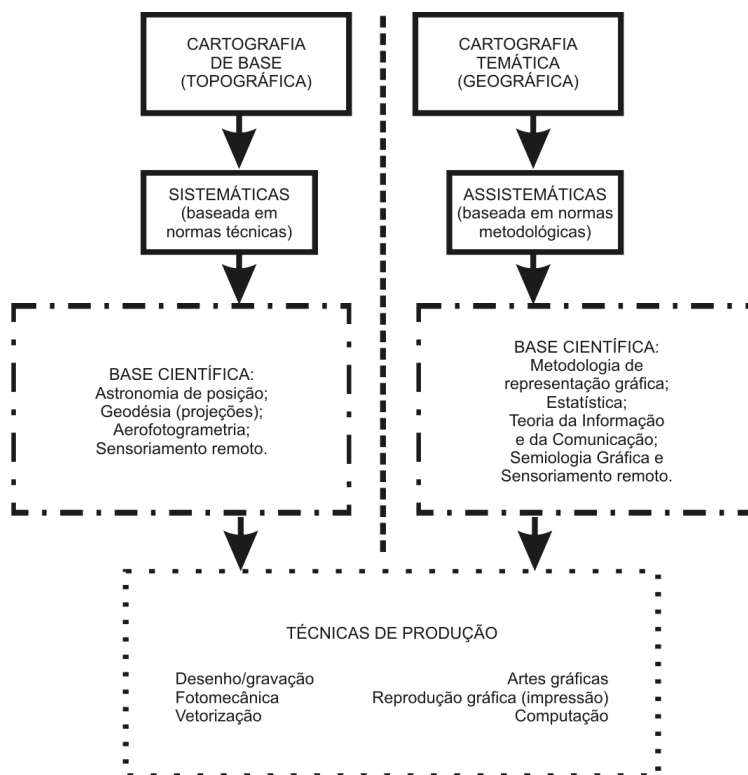 CARTOGRAFIA
DE BASE
(TOPOGRÁFICA)
CARTOGRAFIA
TEMÁTICA
(GEOGRÁFICA)
SISTEMÁTICAS
(baseada em
normas técnicas)
ASSISTEMÁTICAS
(baseada em normas
metodológicas)
BASE CIENTÍFICA:
Astronomia de posição;
Geodésia (projeções);
Aerofotogrametria;
Sensoriamento remoto.
BASE CIENTÍFICA:
Metodologia de
representação gráfica;
Estatística;
Teoria da Informação
e da Comunicação;
Semiologia Gráfica e
Sensoriamento remoto.
TÉCNICAS DE PRODUÇÃO
Desenho/gravação
Fotomecânica
Vetorização
Artes gráficas
Reprodução gráfica (impressão)
Computação